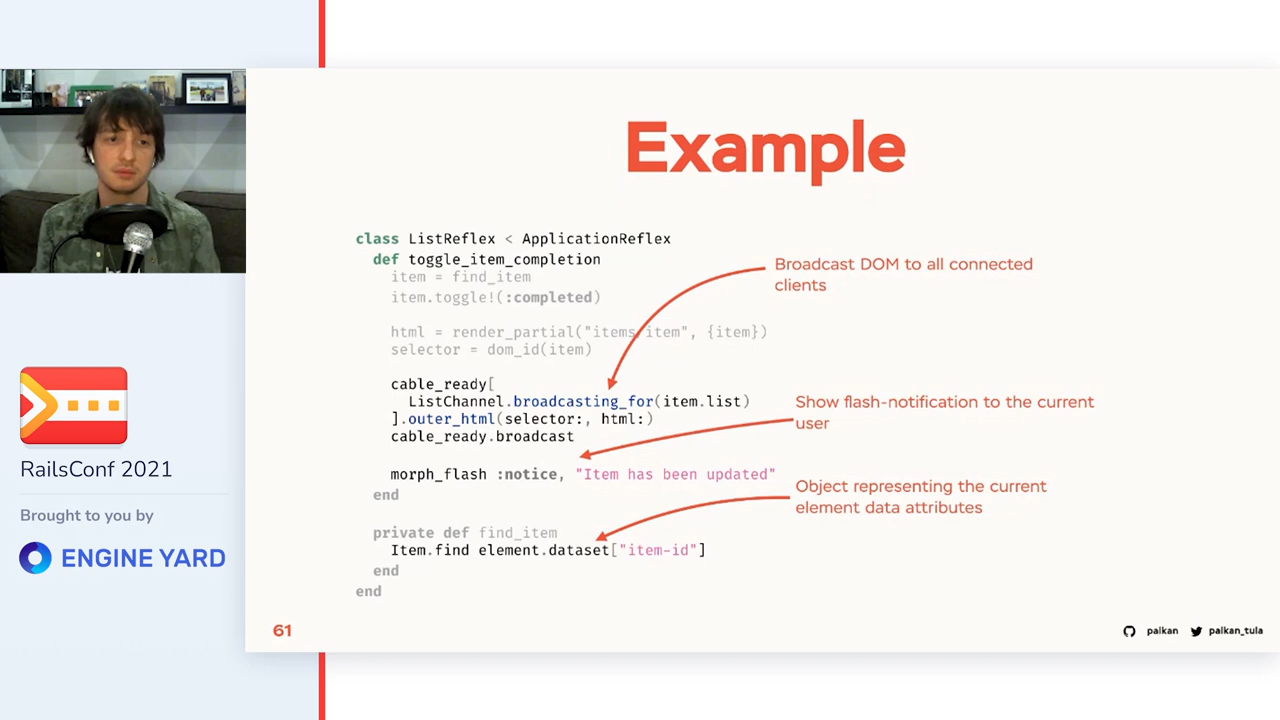 Example
class ListReflex < ApplicationReflex
def toggle_item_completion
item = find_item
item.toggle!(:completed)
html = render_partial("items/item", {item})
selector = dom_id(item)
cable_ready[
ListChannel.broadcasting_for(item.list)
].outer_html(selector:, html:)
cable_ready.broadcast
morph_flash :notice, "Item has been updated"
end
private def find_item
Item.find element.dataset["item-id"]
end
end
Broadcast DOM to all connected
clients
Show flash-notification to the current
user
Object representing the current
element data attributes
RailsConf 2021
Brought to you by
ENGINE YARD
61
palkan palkan_tula